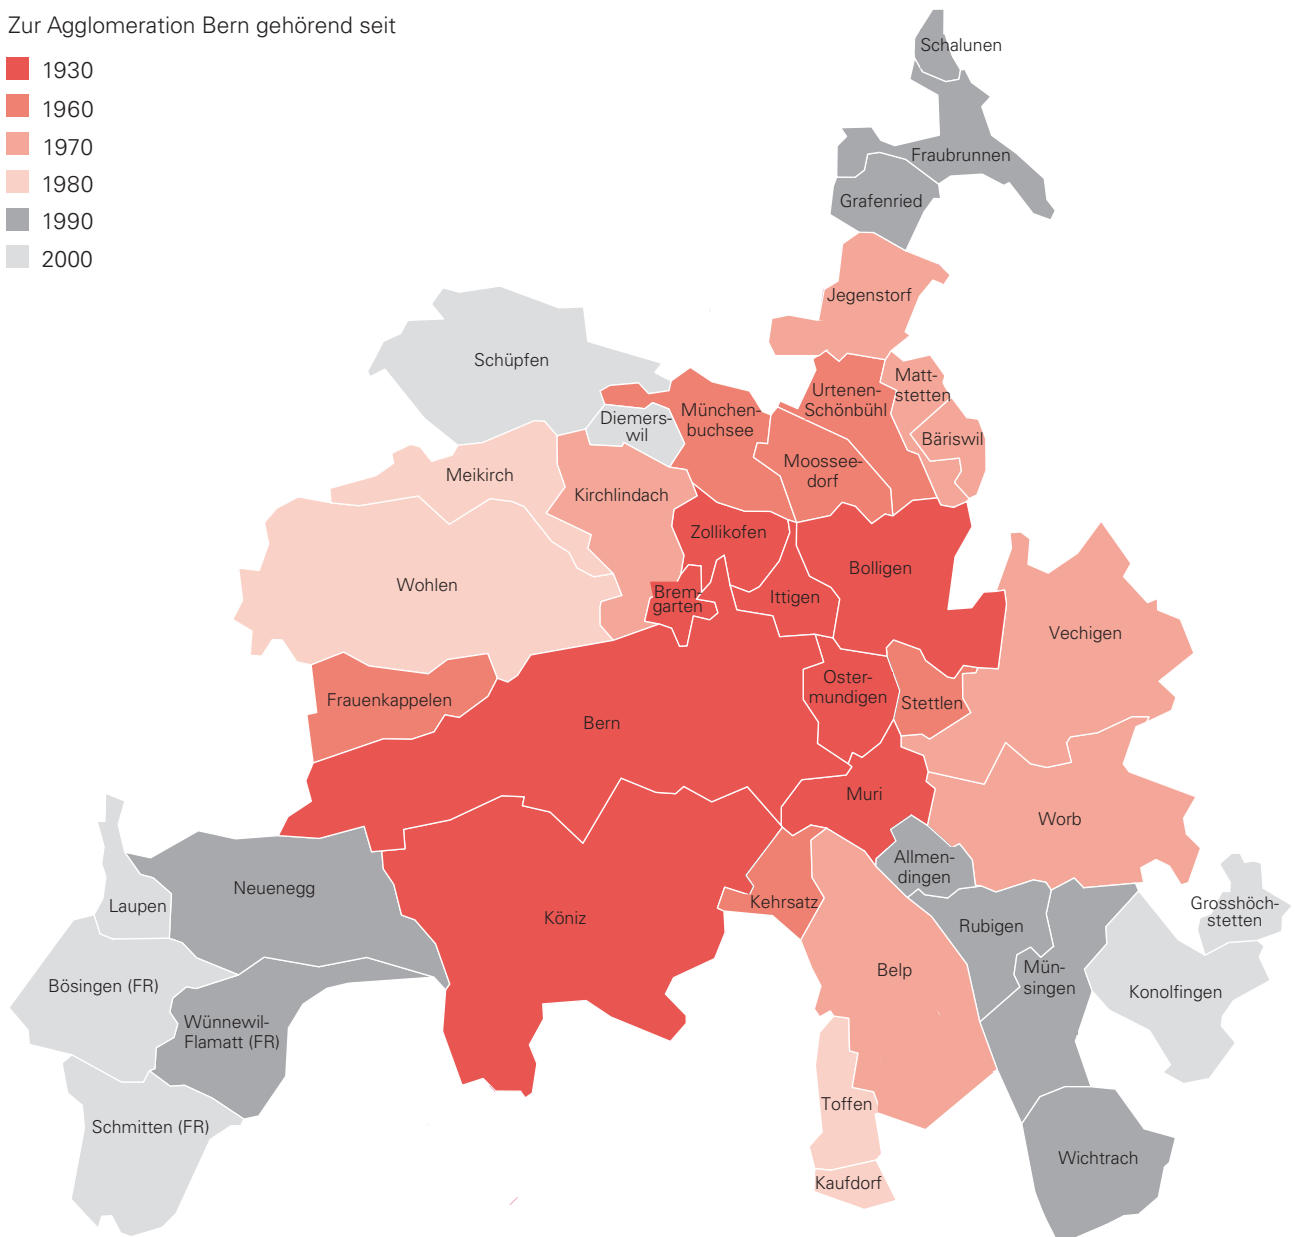 Zur Agglomeration Bern gehörend seit
1930
1960
1970
1980
1990
2000
Schalunen
Fraubrunnen
Grafenried
Jegenstorf
Schüpfen
Matt-
stetten
Urtenen-
Schönbühl
München-
buchsee
Diemers-
wil
Bäriswil
Moossee-
dorf
Meikirch
Kirchlindach
Zollikofen
Bolligen
Wohlen
Brem-
garten
Ittigen
Vechigen
Oster-
mundigen
Frauenkappelen
Stettlen
Bern
Muri
Worb
Allmen-
dingen
Neuenegg
Laupen
Köniz
Kehrsatz
Grosshöch-
stetten
Rubigen
Belp
Mün-
singen
Bösingen (FR)
Konolfingen
Wünnewil-
Flamatt (FR)
Toffen
Schmitten (FR)
Wichtrach
Kaufdorf